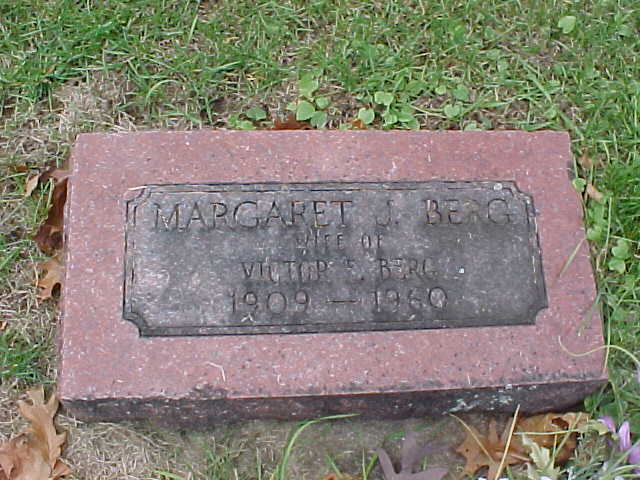 MARGARET J. BERG
WIFE OF
VICTOR E. BERG
1909 — 1960